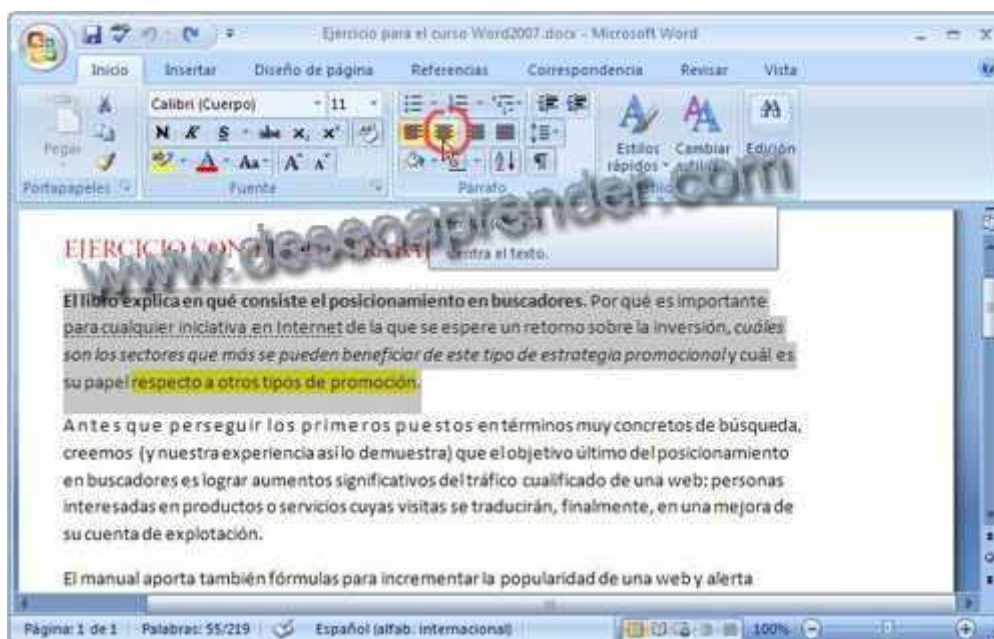 Ejercicio para el curso Word2007.docx - Microsoft Word
Inicio Insertar Diseño de página Referencias Correspondencia Revisar Vista
Pegar
Calibri (Cuerpo) 11
N K S abe x, x'
A Aa A A
Estilos rápidos
Cambiar
Edición
Portapapeles Fuente Párrafo
www.deseoaprender.com
EJERCICIO CON
Centra el texto.
El libro explica en qué consiste el posicionamiento en buscadores. Por qué es importante
para cualquier iniciativa en Internet de la que se espere un retorno sobre la inversión, cuáles
son los sectores que más se pueden beneficiar de este tipo de estrategia promocional y cuál es
su papel respecto a otros tipos de promoción.
Antes que perseguir los primeros puestos en términos muy concretos de búsqueda,
creemos (y nuestra experiencia así lo demuestra) que el objetivo último del posicionamiento
en buscadores es lograr aumentos significativos del tráfico cualificado de una web: personas
interesadas en productos o servicios cuyas visitas se traducirán, finalmente, en una mejora de
su cuenta de explotación.
El manual aporta también fórmulas para incrementar la popularidad de una web y alerta
Página: 1 de 1 Palabras: 55/219 Español (alfab. internacional) 100%